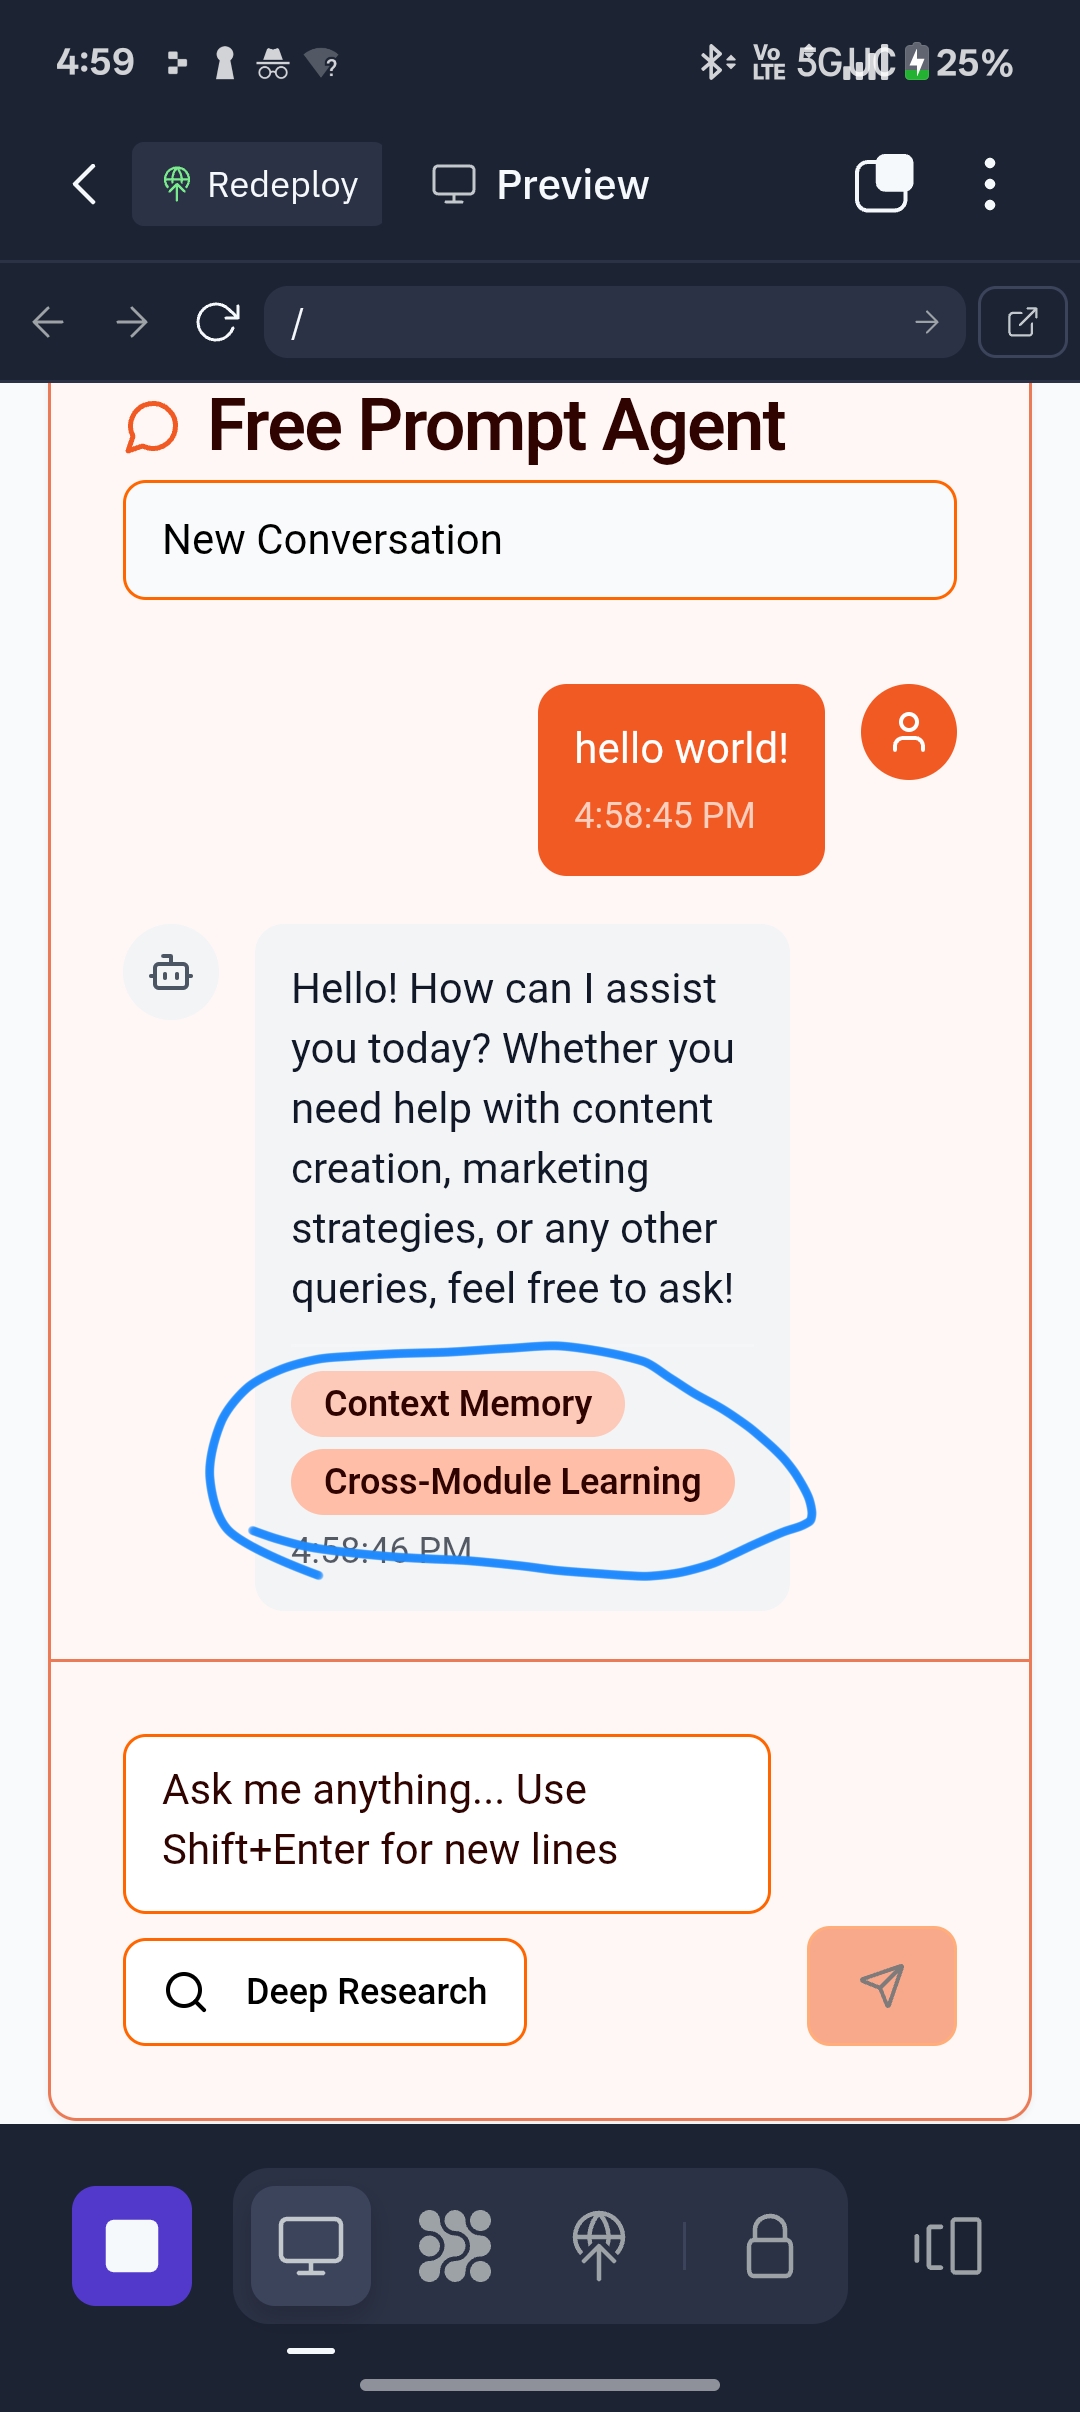 4:59
Vo LTE 5G UC 25%
Redeploy Preview
/
Free Prompt Agent
New Conversation
hello world!
4:58:45 PM
Hello! How can I assist
you today? Whether you
need help with content
creation, marketing
strategies, or any other
queries, feel free to ask!
Context Memory
Cross-Module Learning
4:58:46 PM
Ask me anything... Use
Shift+Enter for new lines
Deep Research